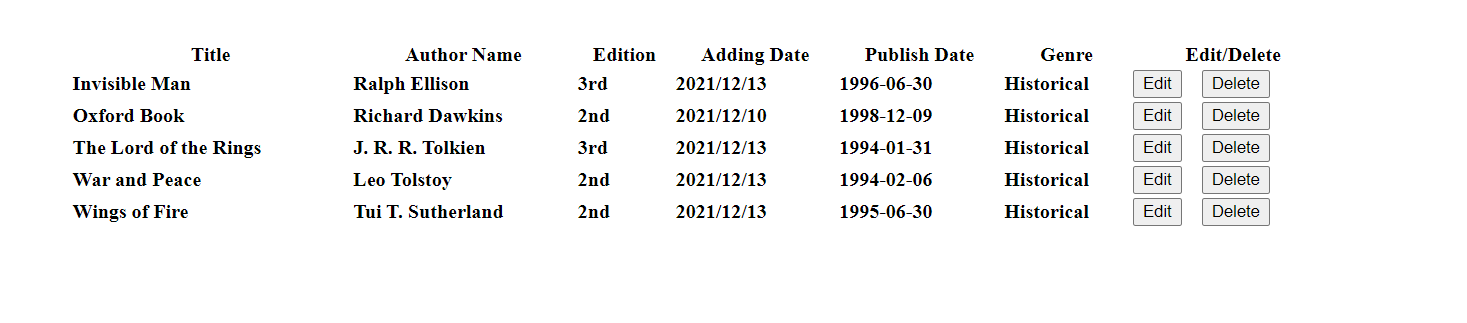 Title Author Name Edition Adding Date Publish Date Genre Edit/Delete
Invisible Man Ralph Ellison 3rd 2021/12/13 1996-06-30 Historical Edit Delete
Oxford Book Richard Dawkins 2nd 2021/12/10 1998-12-09 Historical Edit Delete
The Lord of the Rings J. R. R. Tolkien 3rd 2021/12/13 1994-01-31 Historical Edit Delete
War and Peace Leo Tolstoy 2nd 2021/12/13 1994-02-06 Historical Edit Delete
Wings of Fire Tui T. Sutherland 2nd 2021/12/13 1995-06-30 Historical Edit Delete